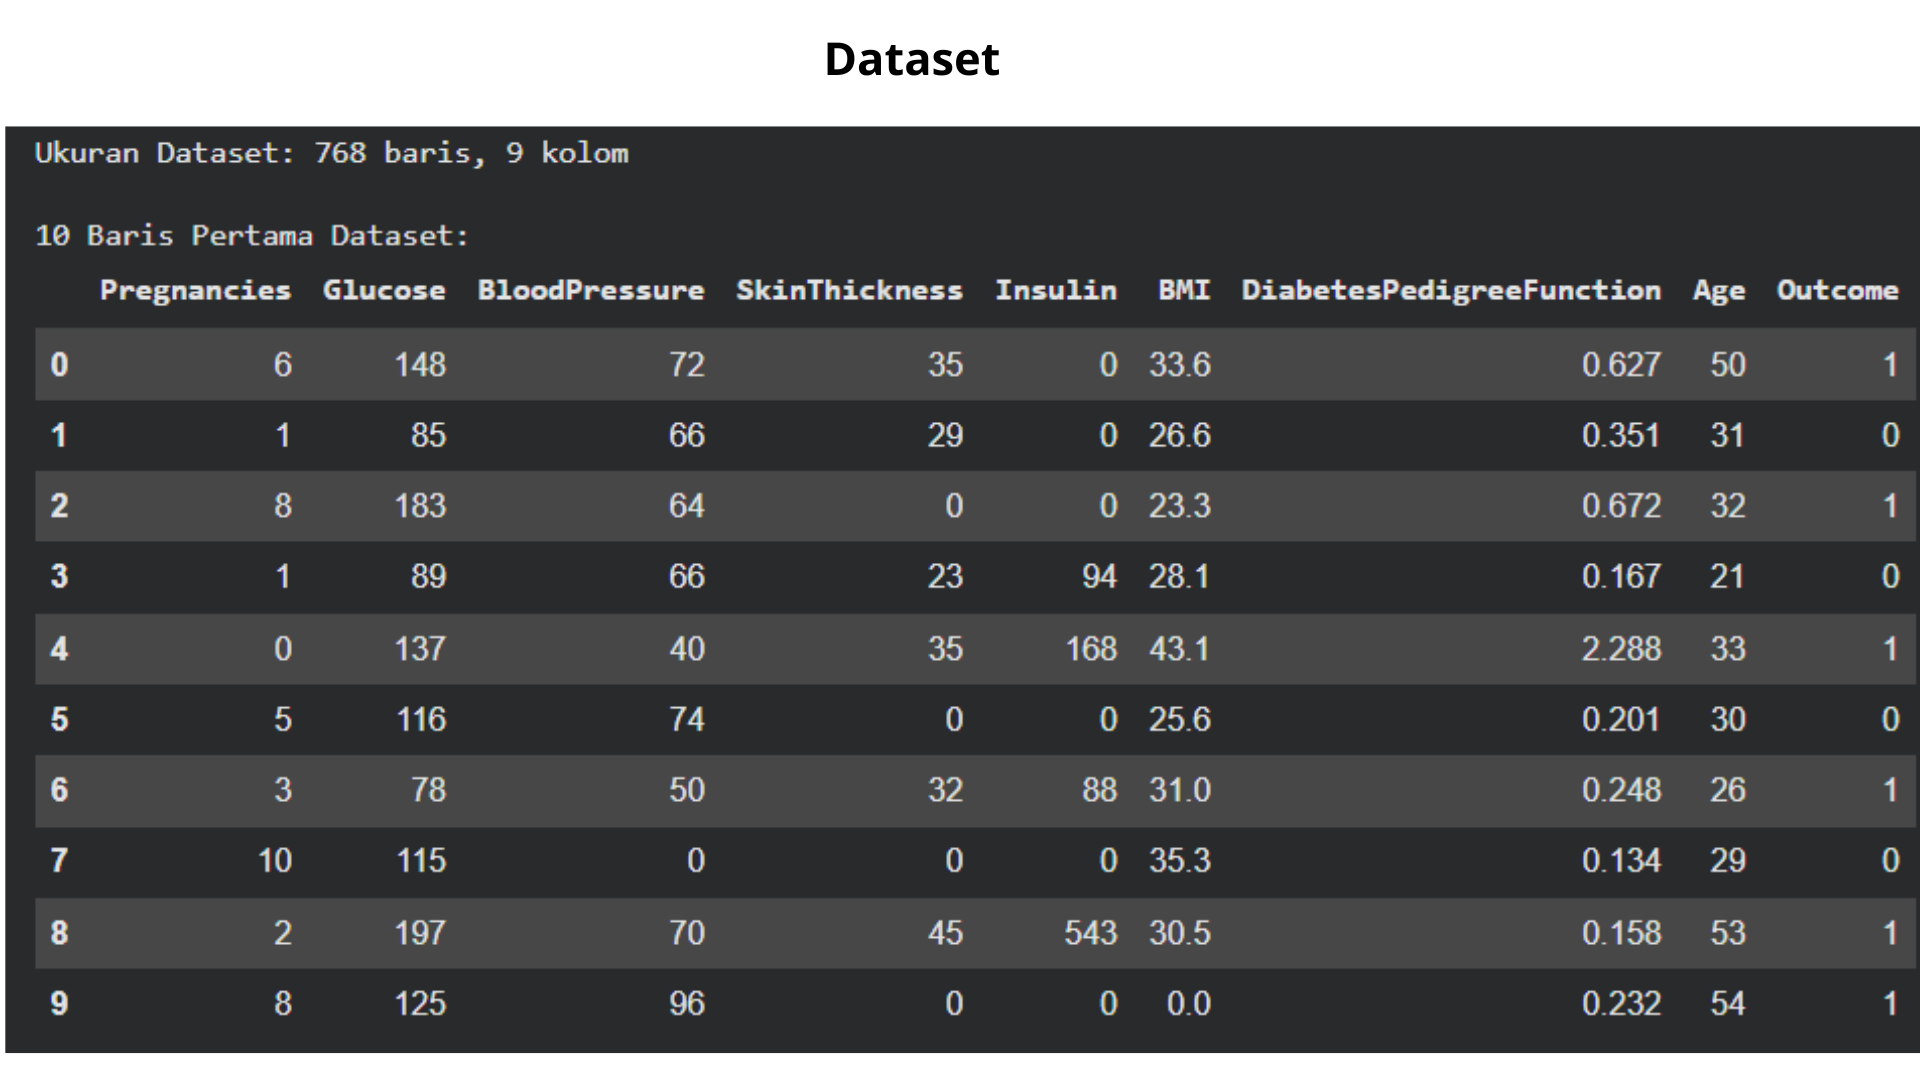 Dataset
Ukuran Dataset: 768 baris, 9 kolom
10 Baris Pertama Dataset:
Pregnancies Glucose BloodPressure SkinThickness Insulin BMI DiabetesPedigreeFunction Age Outcome
0 6 148 72 35 0 33.6 0.627 50 1
1 1 85 66 29 0 26.6 0.351 31 0
2 8 183 64 0 0 23.3 0.672 32 1
3 1 89 66 23 94 28.1 0.167 21 0
4 0 137 40 35 168 43.1 2.288 33 1
5 5 116 74 0 0 25.6 0.201 30 0
6 3 78 50 32 88 31.0 0.248 26 1
7 10 115 0 0 0 35.3 0.134 29 0
8 2 197 70 45 543 30.5 0.158 53 1
9 8 125 96 0 0 0.0 0.232 54 1